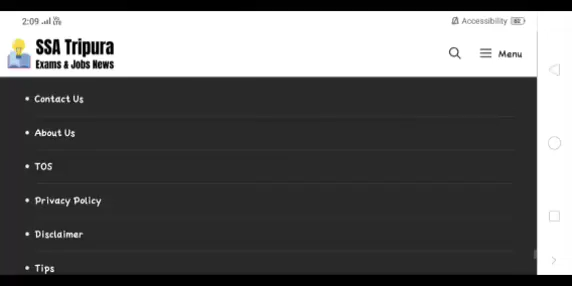 2:09
Accessibility
SSA Tripura
Exams & Jobs News
Menu
• Contact Us
• About Us
• TOS
• Privacy Policy
• Disclaimer
• Tips